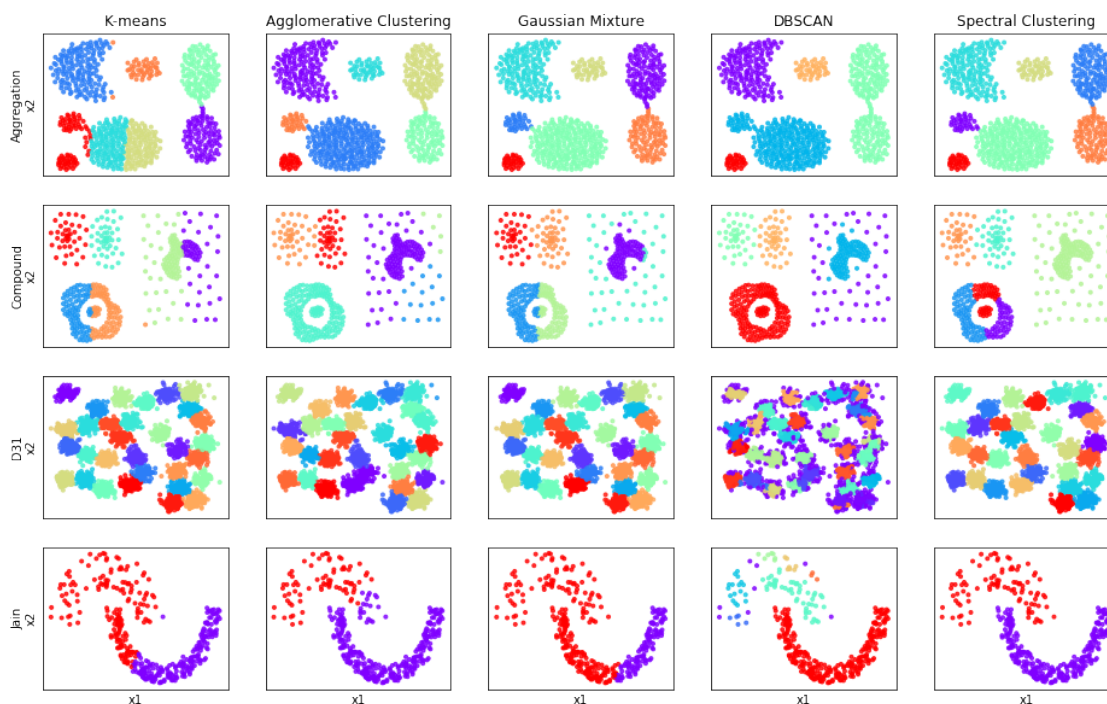 K-means
Agglomerative Clustering
Gaussian Mixture
DBSCAN
Spectral Clustering
Aggregation
x2
Compound
x2
D31
x2
Jain
x2
x1
x1
x1
x1
x1